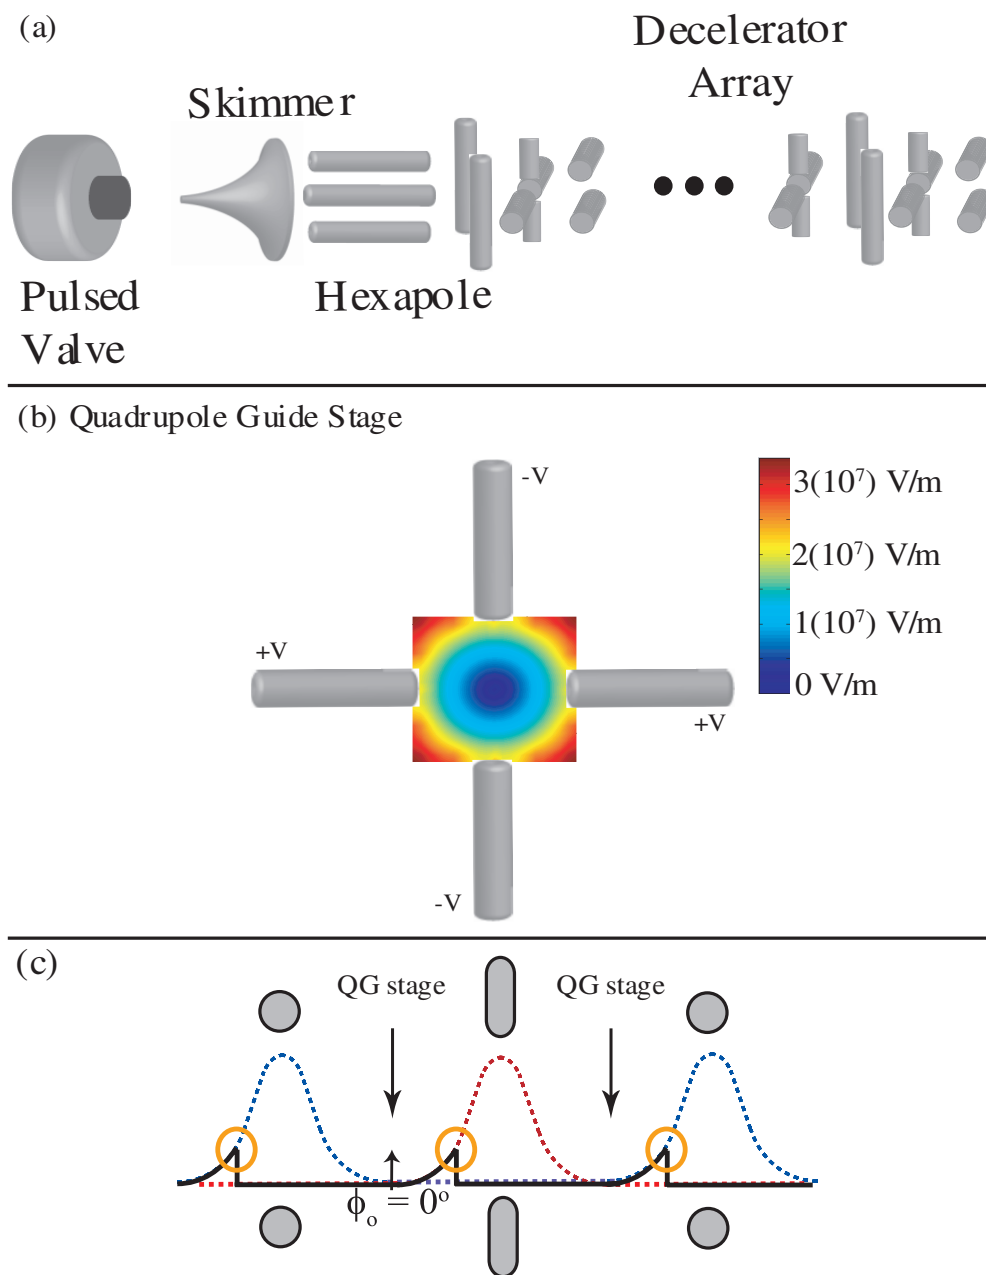 (a)
Decelerator
Array
Skimmer
Pulsed
Valve
Hexapole
(b) Quadrupole Guide Stage
-V
3(10⁷) V/m
2(10⁷) V/m
1(10⁷) V/m
0 V/m
+V
+V
-V
(c)
QG stage
QG stage
ϕₒ = 0°